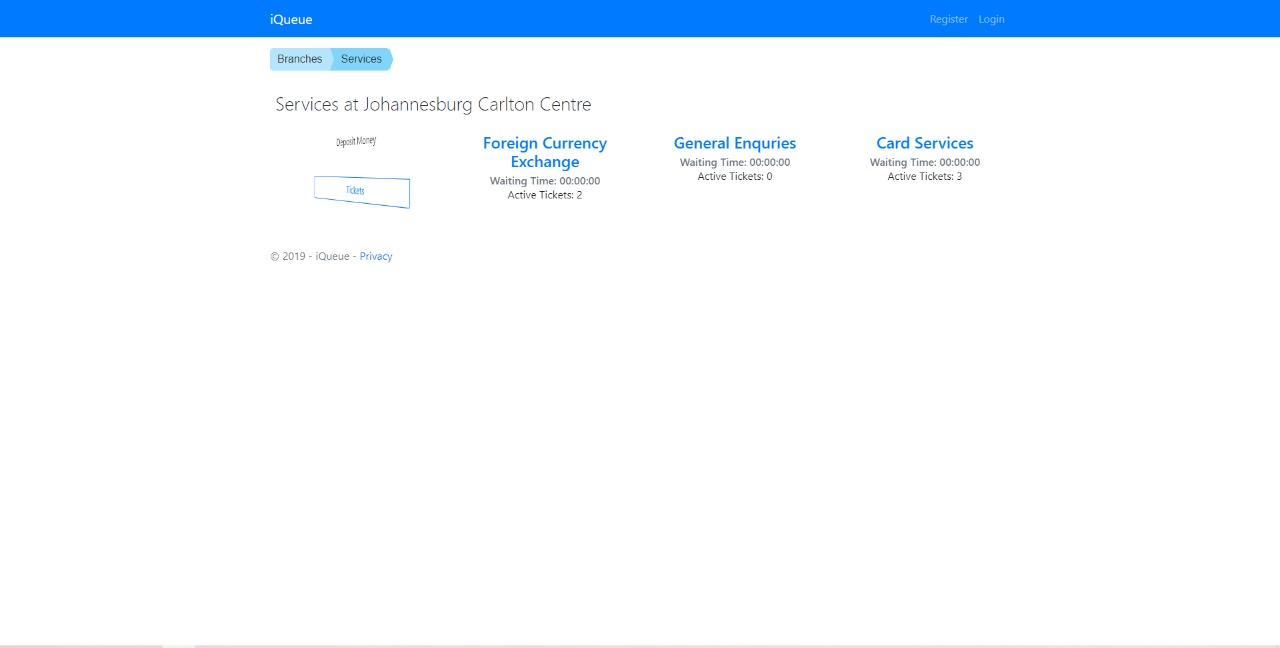 iQueue
Register Login
Branches Services
Services at Johannesburg Carlton Centre
Deposit Money
Tickets
Foreign Currency
Exchange
Waiting Time: 00:00:00
Active Tickets: 2
General Enquries
Waiting Time: 00:00:00
Active Tickets: 0
Card Services
Waiting Time: 00:00:00
Active Tickets: 3
© 2019 - iQueue - Privacy